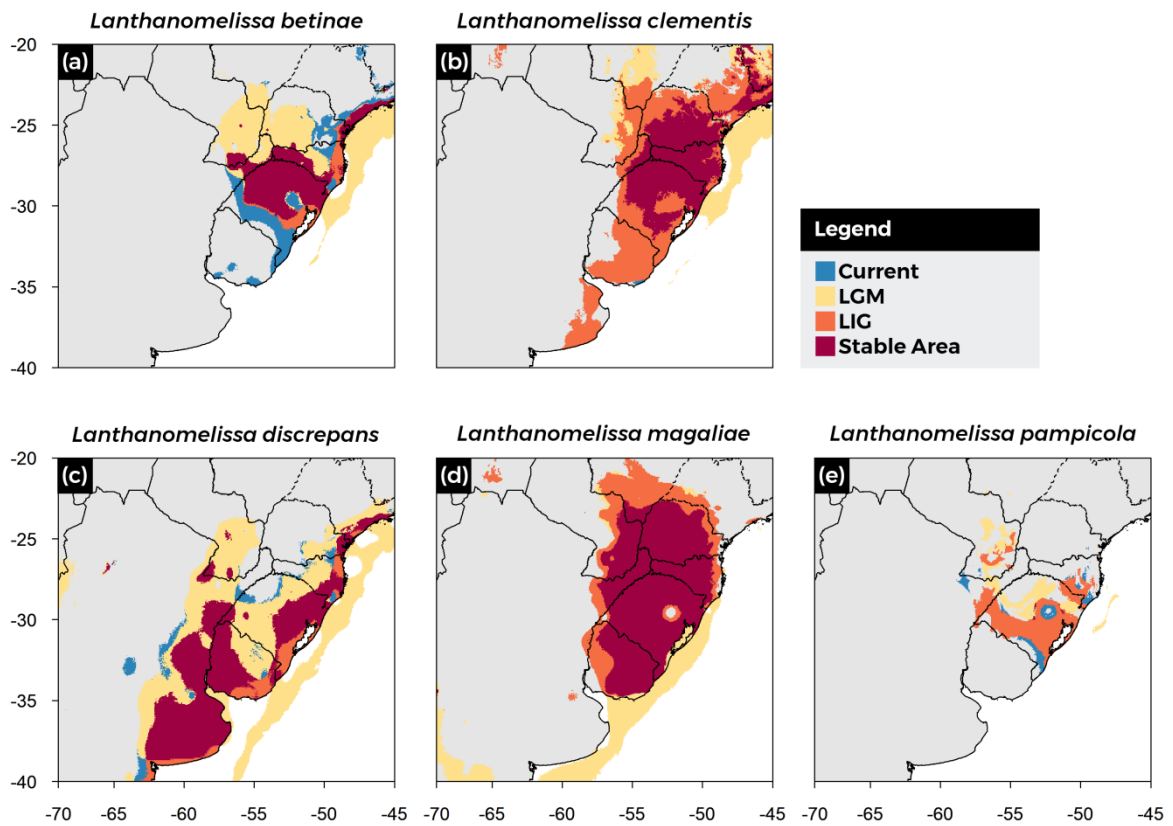 Lanthanomelissa betinae
Lanthanomelissa clementis
-20
-25
-30
-35
-40
(a)
(b)
Legend
Current
LGM
LIG
Stable Area
Lanthanomelissa discrepans
Lanthanomelissa magaliae
Lanthanomelissa pampicola
-20
-25
-30
-35
-40
(c)
(d)
(e)
-70 -65 -60 -55 -50 -45
-70 -65 -60 -55 -50 -45
-70 -65 -60 -55 -50 -45